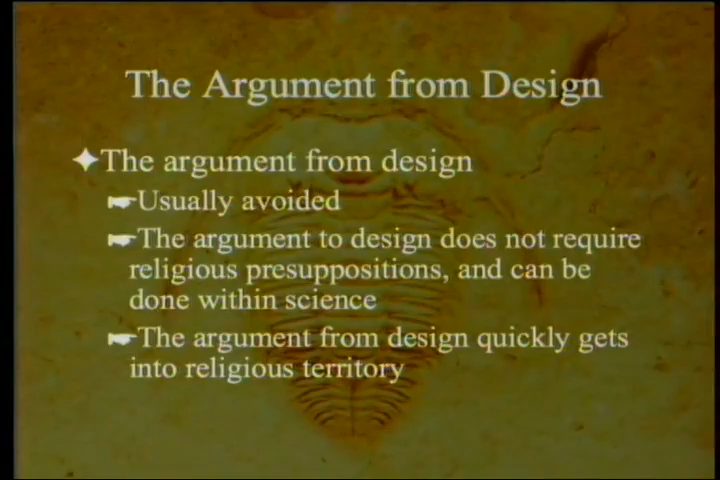 The Argument from Design
The argument from design
Usually avoided
The argument to design does not require
religious presuppositions, and can be
done within science
The argument from design quickly gets
into religious territory